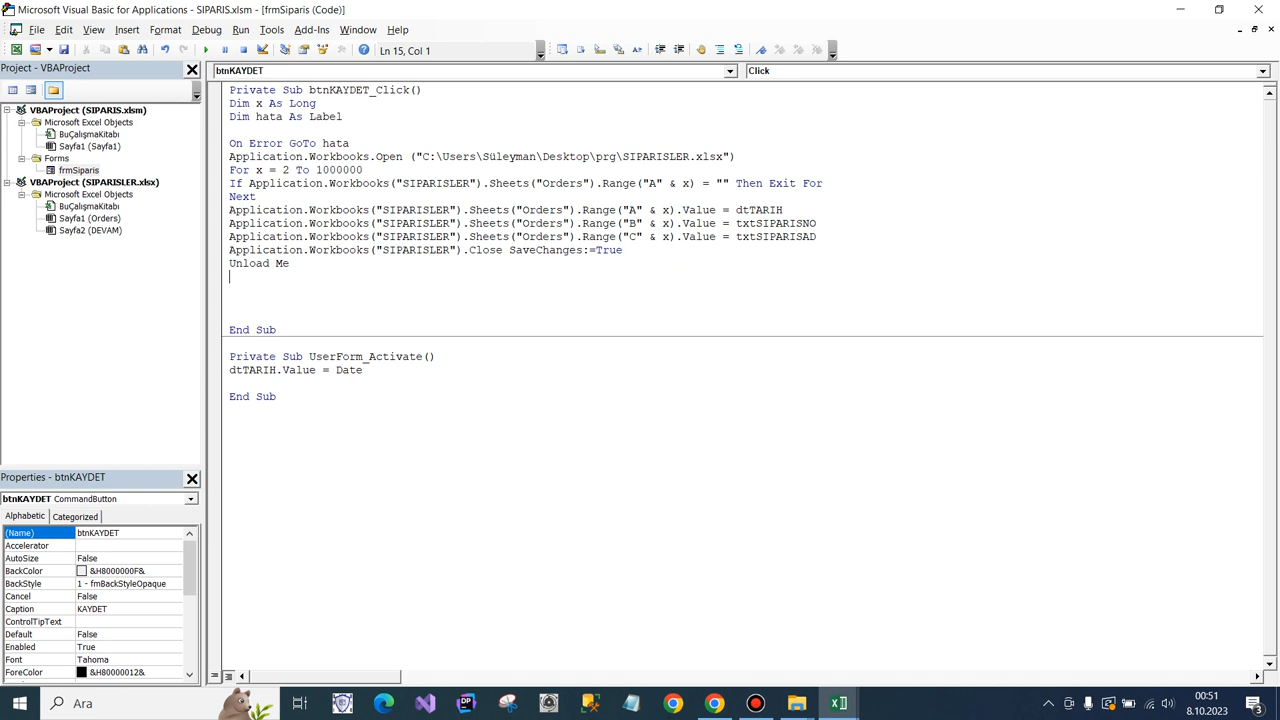 Microsoft Visual Basic for Applications - SIPARIS.xlsm - [frmSiparis (Code)]
File Edit View Insert Format Debug Run Tools Add-Ins Window Help
Ln 15, Col 1
Project - VBAProject
btnKAYDET
Click
VBAProject (SIPARIS.xlsm)
Microsoft Excel Objects
BuÇalışmaKitabı
Sayfa1 (Sayfa1)
Forms
frmSiparis
VBAProject (SIPARISLER.xlsx)
Microsoft Excel Objects
BuÇalışmaKitabı
Sayfa1 (Orders)
Sayfa2 (DEVAM)
Private Sub btnKAYDET_Click()
Dim x As Long
Dim hata As Label
On Error GoTo hata
Application.Workbooks.Open ("C:\Users\Süleyman\Desktop\prg\SIPARISLER.xlsx")
For x = 2 To 1000000
If Application.Workbooks("SIPARISLER").Sheets("Orders").Range("A" & x) = "" Then Exit For
Next
Application.Workbooks("SIPARISLER").Sheets("Orders").Range("A" & x).Value = dtTARIH
Application.Workbooks("SIPARISLER").Sheets("Orders").Range("B" & x).Value = txtSIPARISNO
Application.Workbooks("SIPARISLER").Sheets("Orders").Range("C" & x).Value = txtSIPARISAD
Application.Workbooks("SIPARISLER").Close SaveChanges:=True
Unload Me
End Sub
Private Sub UserForm_Activate()
dtTARIH.Value = Date
End Sub
Properties - btnKAYDET
btnKAYDET CommandButton
Alphabetic Categorized
(Name) btnKAYDET
Accelerator
AutoSize False
BackColor &H8000000F&
BackStyle 1 - fmBackStyleOpaque
Cancel False
Caption KAYDET
ControlTipText
Default False
Enabled True
Font Tahoma
ForeColor &H80000012&
Ara
DP
00:51
8.10.2023
3